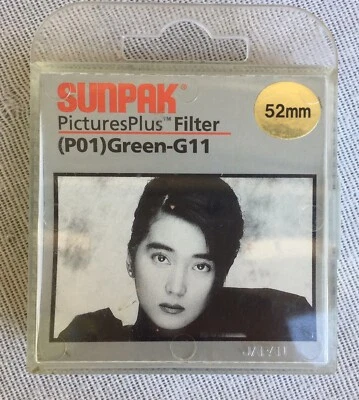 SUNPAK®
52mm
PicturesPlus™ Filter
(P01)Green-G11